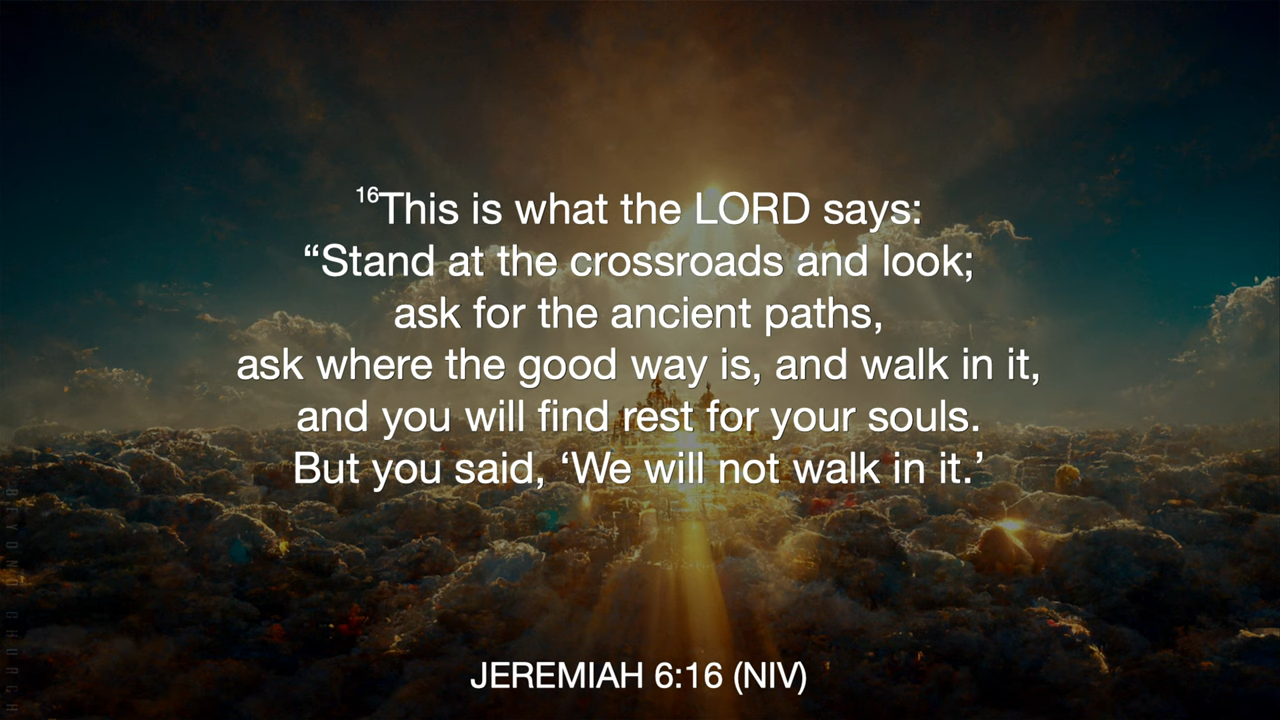 16This is what the LORD says:
“Stand at the crossroads and look;
ask for the ancient paths,
ask where the good way is, and walk in it,
and you will find rest for your souls.
But you said, ‘We will not walk in it.’
JEREMIAH 6:16 (NIV)
BEYOND CHURCH